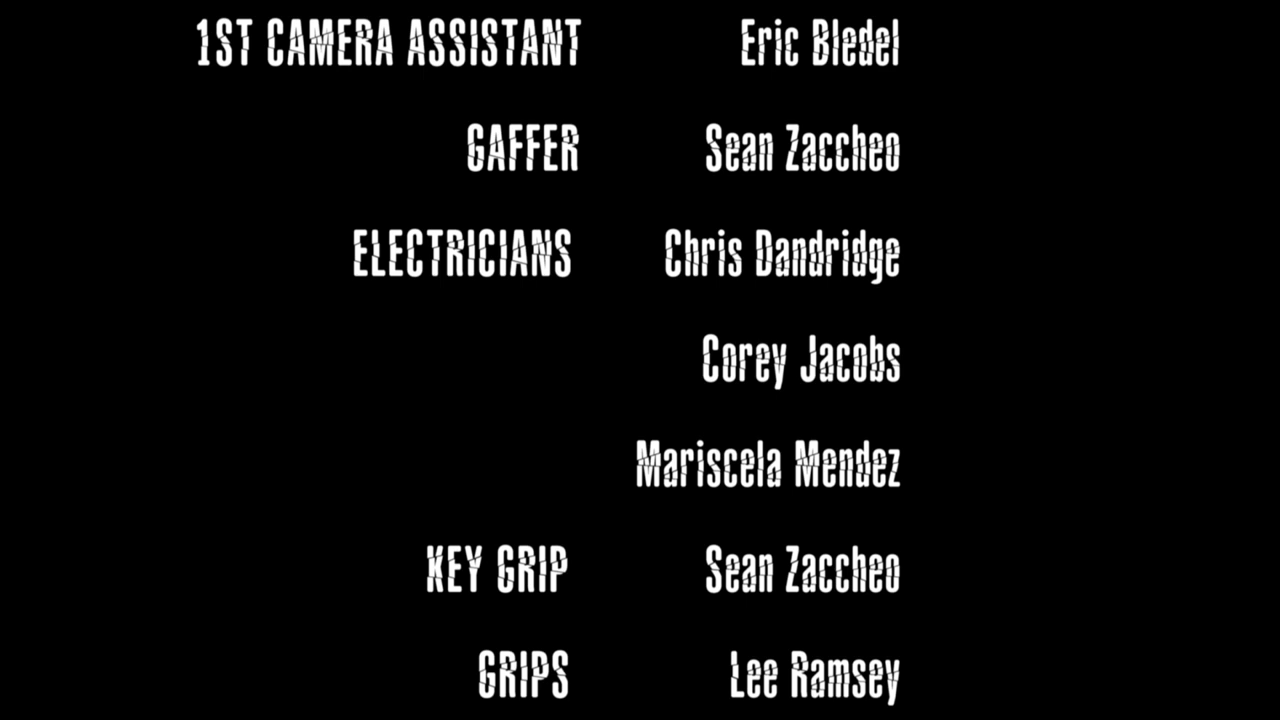 1ST CAMERA ASSISTANT Eric Bledel
GAFFER Sean Zaccheo
ELECTRICIANS Chris Dandridge
Corey Jacobs
Mariscela Mendez
KEY GRIP Sean Zaccheo
GRIPS Lee Ramsey